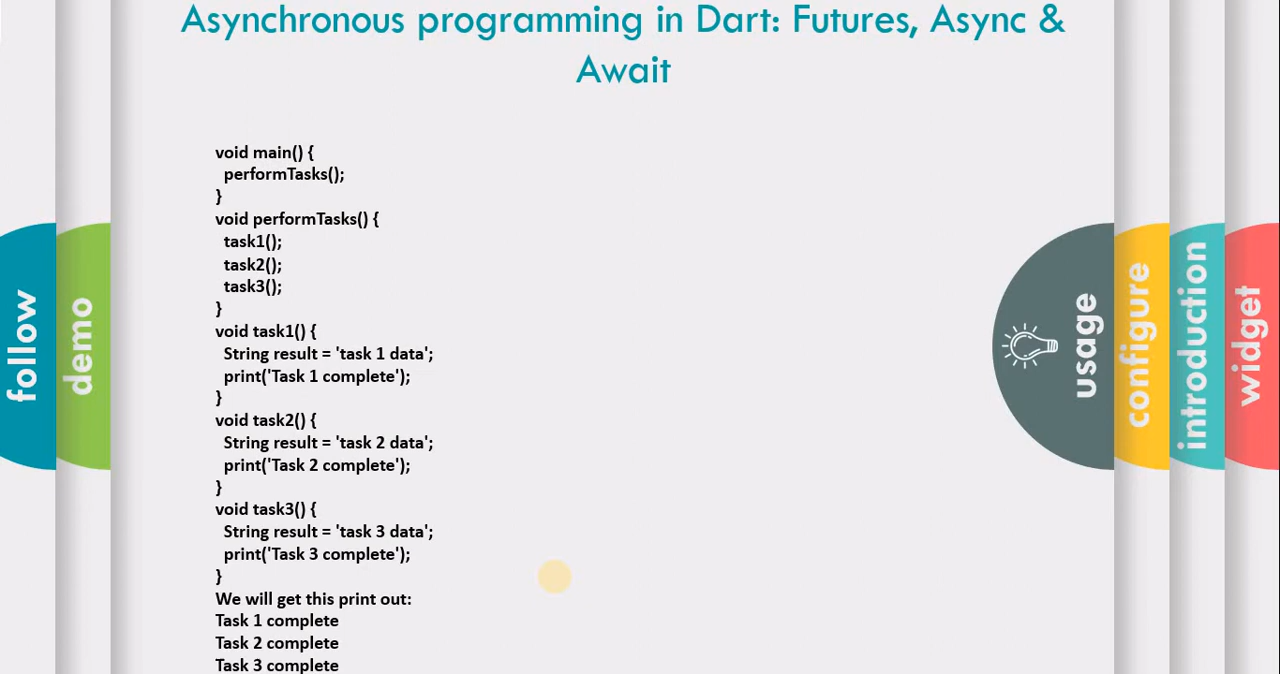 Asynchronous programming in Dart: Futures, Async &
Await
void main() {
performTasks();
}
void performTasks() {
task1();
task2();
task3();
}
void task1() {
String result = 'task 1 data';
print('Task 1 complete');
}
void task2() {
String result = 'task 2 data';
print('Task 2 complete');
}
void task3() {
String result = 'task 3 data';
print('Task 3 complete');
}
We will get this print out:
Task 1 complete
Task 2 complete
Task 3 complete
follow
demo
usage
configure
introduction
widget